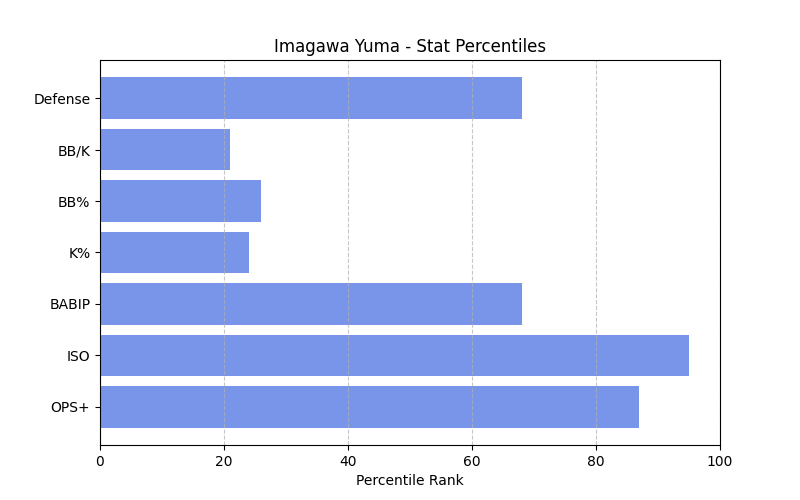 Imagawa Yuma - Stat Percentiles
Defense
BB/K
BB%
K%
BABIP
ISO
OPS+
0 20 40 60 80 100
Percentile Rank